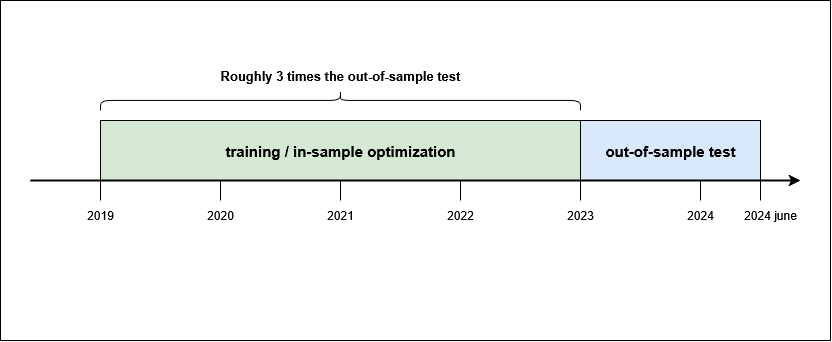 Roughly 3 times the out-of-sample test
training / in-sample optimization
out-of-sample test
2019
2020
2021
2022
2023
2024
2024 june